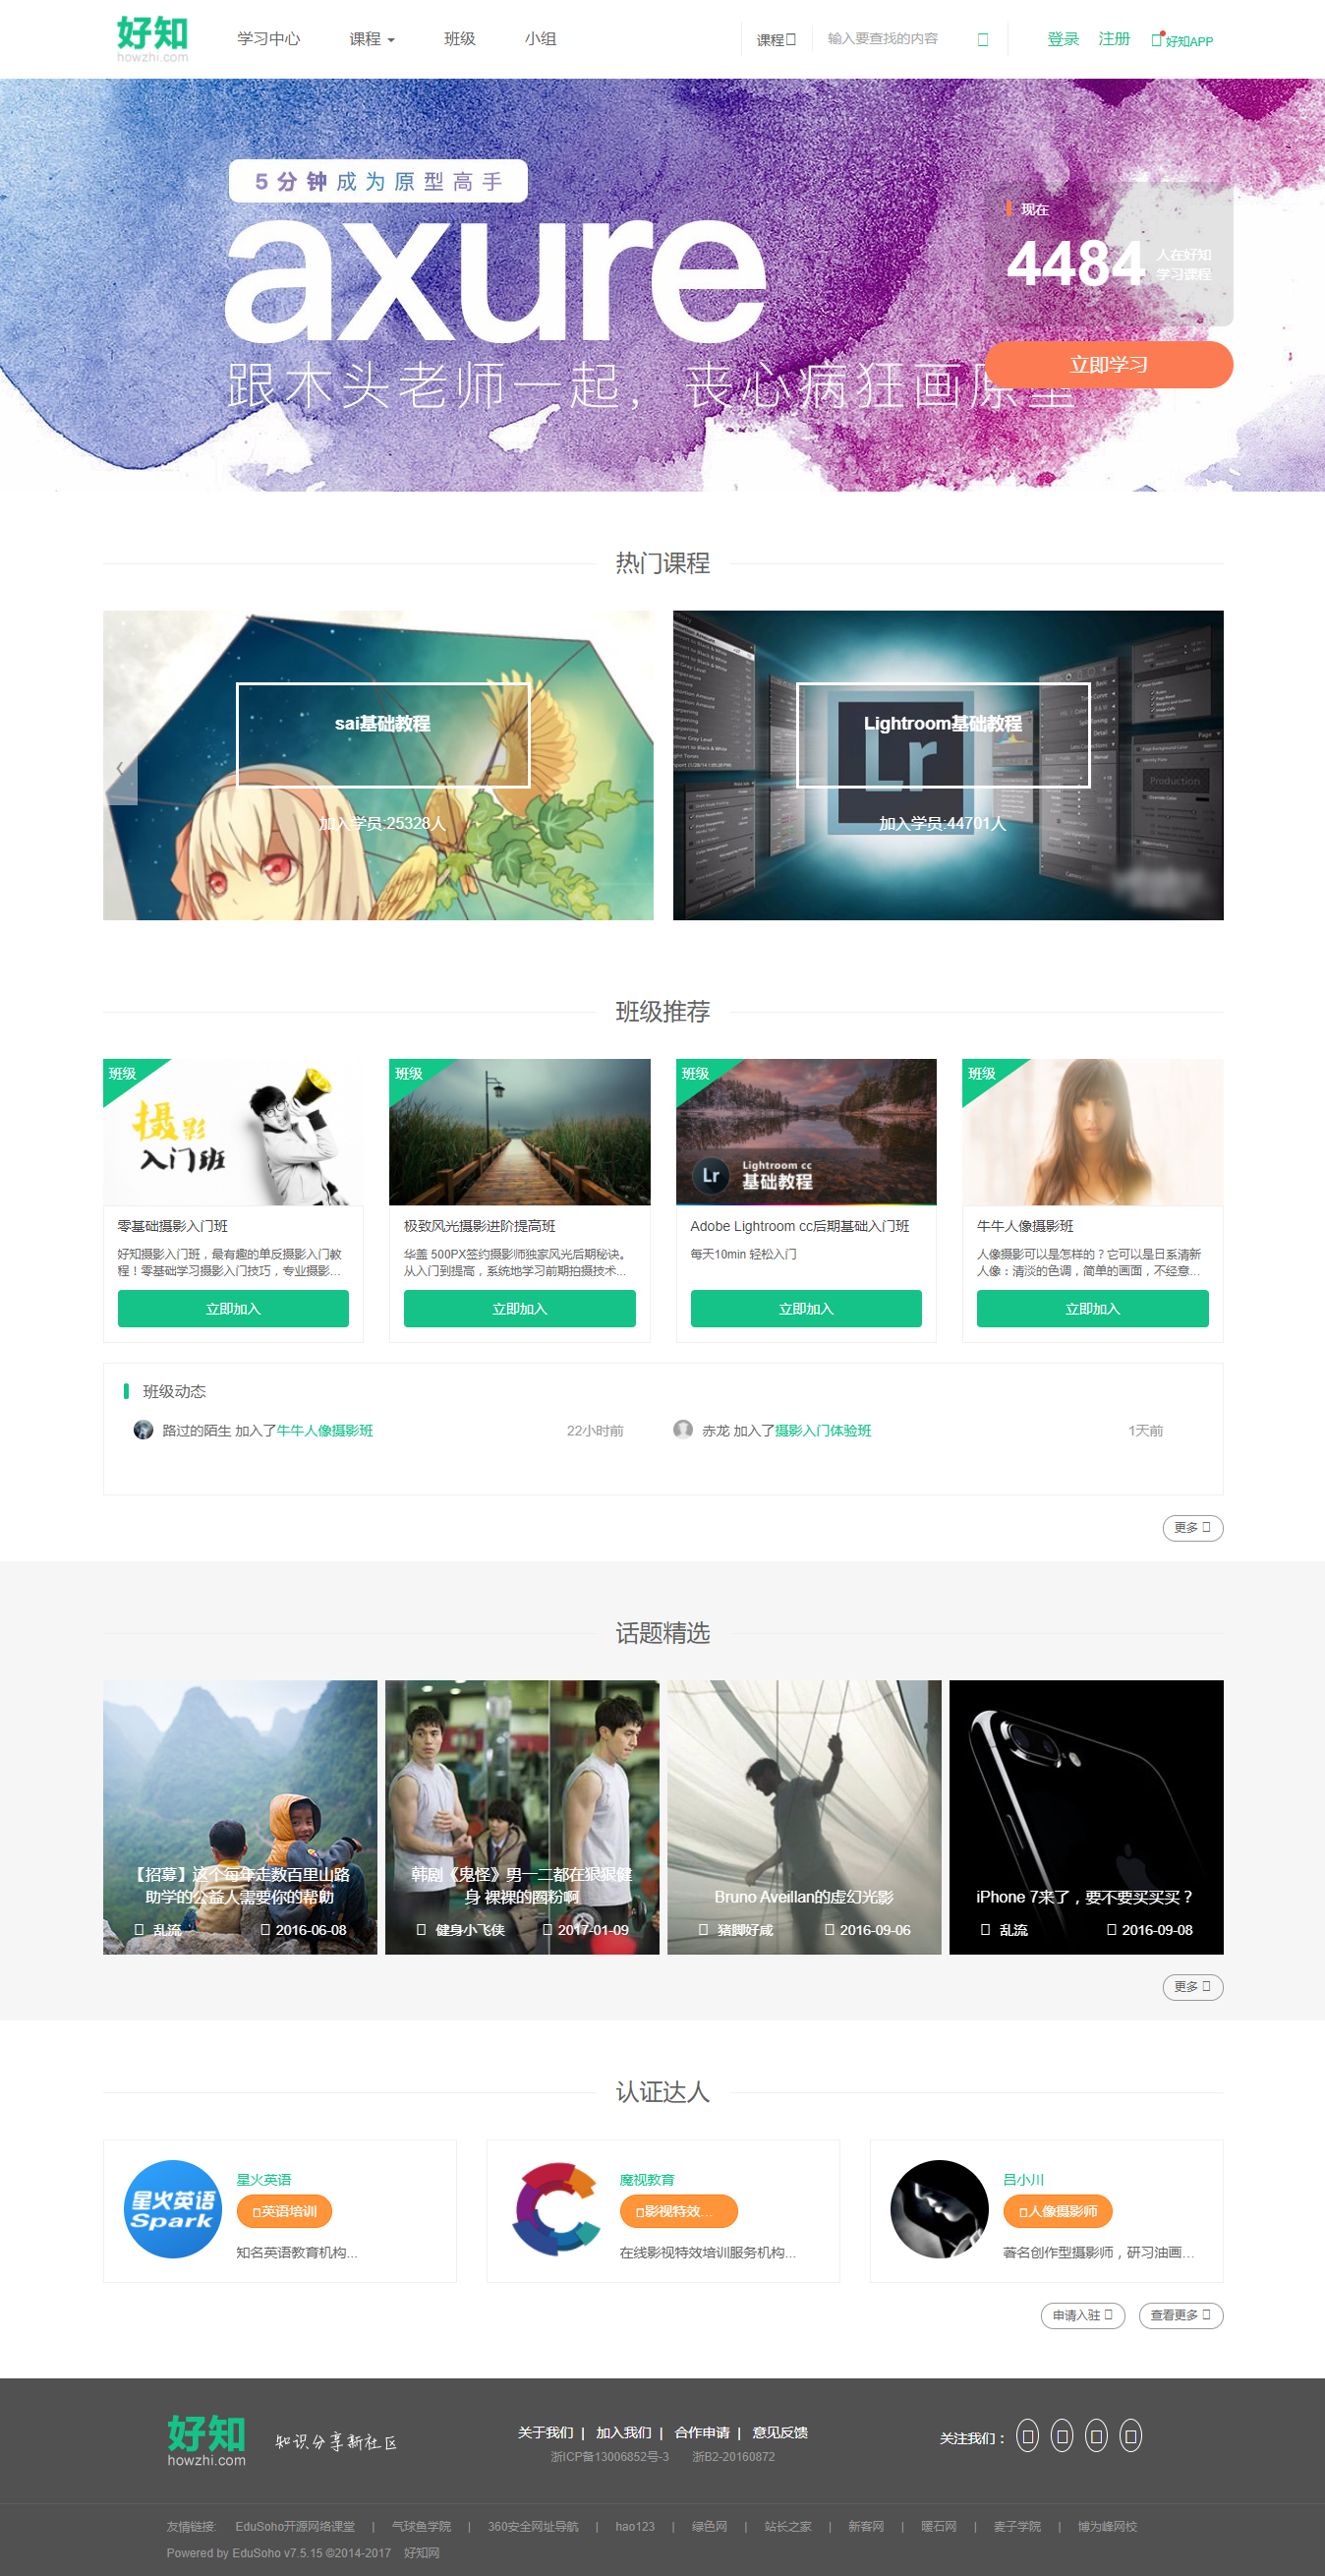 好知
howzhi.com
学习中心 课程 班级 小组
课程 输入要查找的内容
登录 注册 好知APP
5分钟成为原型高手
axure
跟木头老师一起，丧心病狂画原型
现在
4484 人在好知
学习课程
立即学习
热门课程
sai基础教程
加入学员:25328人
Lr
Lightroom基础教程
加入学员:44701人
Production
班级推荐
班级
摄影
入门班
零基础摄影入门班
好知摄影入门班，最有趣的单反摄影入门教
程！零基础学习摄影入门技巧，专业摄影...
立即加入
班级
极致风光摄影进阶提高班
华盖 500PX签约摄影师独家风光后期秘诀。
从入门到提高，系统地学习前期拍摄技术...
立即加入
班级
Lr
Lightroom cc
基础教程
Adobe Lightroom cc后期基础入门班
每天10min 轻松入门
立即加入
班级
牛牛人像摄影班
人像摄影可以是怎样的？它可以是日系清新
人像：清淡的色调，简单的画面，不经意...
立即加入
班级动态
路过的陌生 加入了牛牛人像摄影班 22小时前
赤龙 加入了摄影入门体验班 1天前
更多
话题精选
【招募】这个每年走数百里山路
助学的公益人需要你的帮助
乱流 2016-06-08
韩剧《鬼怪》男一二都在狠狠健
身 裸裸的圈粉啊
健身小飞侠 2017-01-09
Bruno Aveillan的虚幻光影
猪脚好咸 2016-09-06
iPhone 7来了，要不要买买买？
乱流 2016-09-08
更多
认证达人
星火英语
Spark
星火英语
英语培训
知名英语教育机构...
魔视教育
影视特效...
在线影视特效培训服务机构...
吕小川
人像摄影师
著名创作型摄影师，研习油画...
申请入驻 查看更多
好知
howzhi.com
知识分享新社区
关于我们 | 加入我们 | 合作申请 | 意见反馈
浙ICP备13006852号-3 浙B2-20160872
关注我们：
友情链接: EduSoho开源网络课堂 | 气球鱼学院 | 360安全网址导航 | hao123 | 绿色网 | 站长之家 | 新客网 | 暖石网 | 麦子学院 | 博为峰网校
Powered by EduSoho v7.5.15 ©2014-2017 好知网